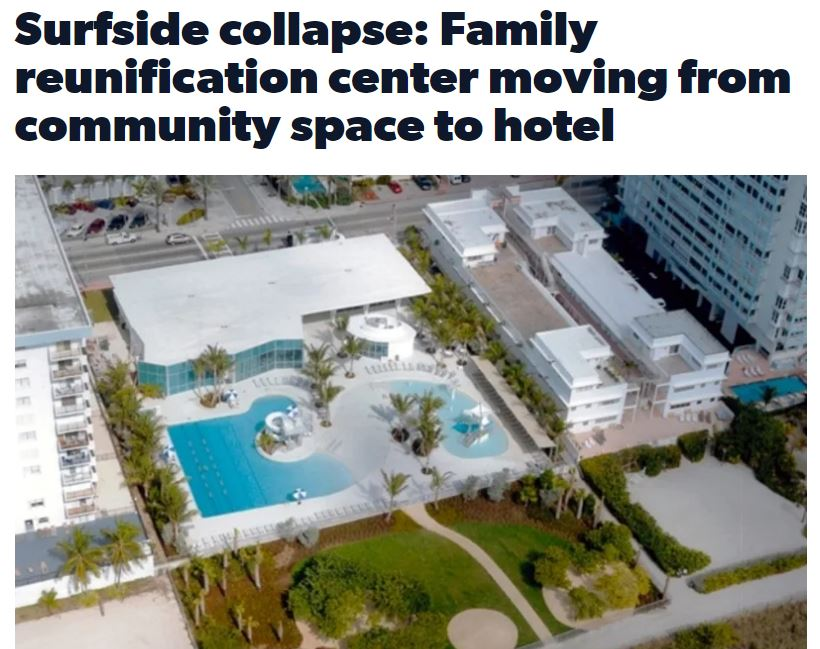 Surfside collapse: Family
reunification center moving from
community space to hotel